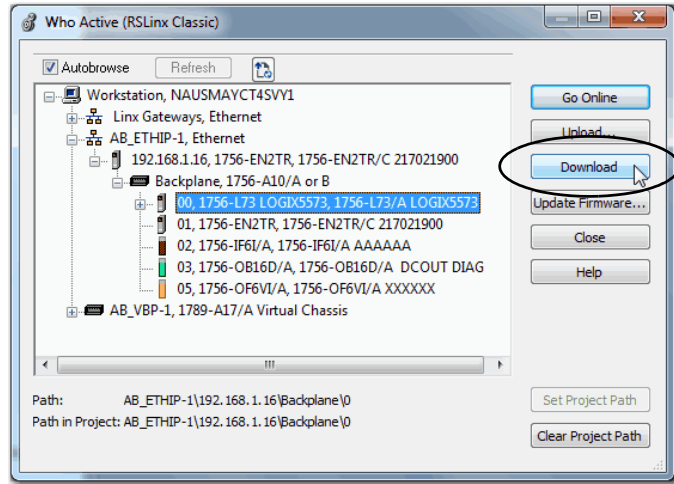 Who Active (RSLinx Classic)
Autobrowse
Refresh
Workstation, NAUSMAYCT4SVY1
Linx Gateways, Ethernet
AB_ETHIP-1, Ethernet
192.168.1.16, 1756-EN2TR, 1756-EN2TR/C 217021900
Backplane, 1756-A10/A or B
00, 1756-L73 LOGIX5573, 1756-L73/A LOGIX5573
01, 1756-EN2TR, 1756-EN2TR/C 217021900
02, 1756-IF6I/A, 1756-IF6I/A AAAAAA
03, 1756-OB16D/A, 1756-OB16D/A  DCOUT DIAG
05, 1756-OF6VI/A, 1756-OF6VI/A XXXXXX
AB_VBP-1, 1789-A17/A Virtual Chassis
Go Online
Upload...
Download
Update Firmware...
Close
Help
Path: AB_ETHIP-1\192.168.1.16\Backplane\0
Path in Project: AB_ETHIP-1\192.168.1.16\Backplane\0
Set Project Path
Clear Project Path